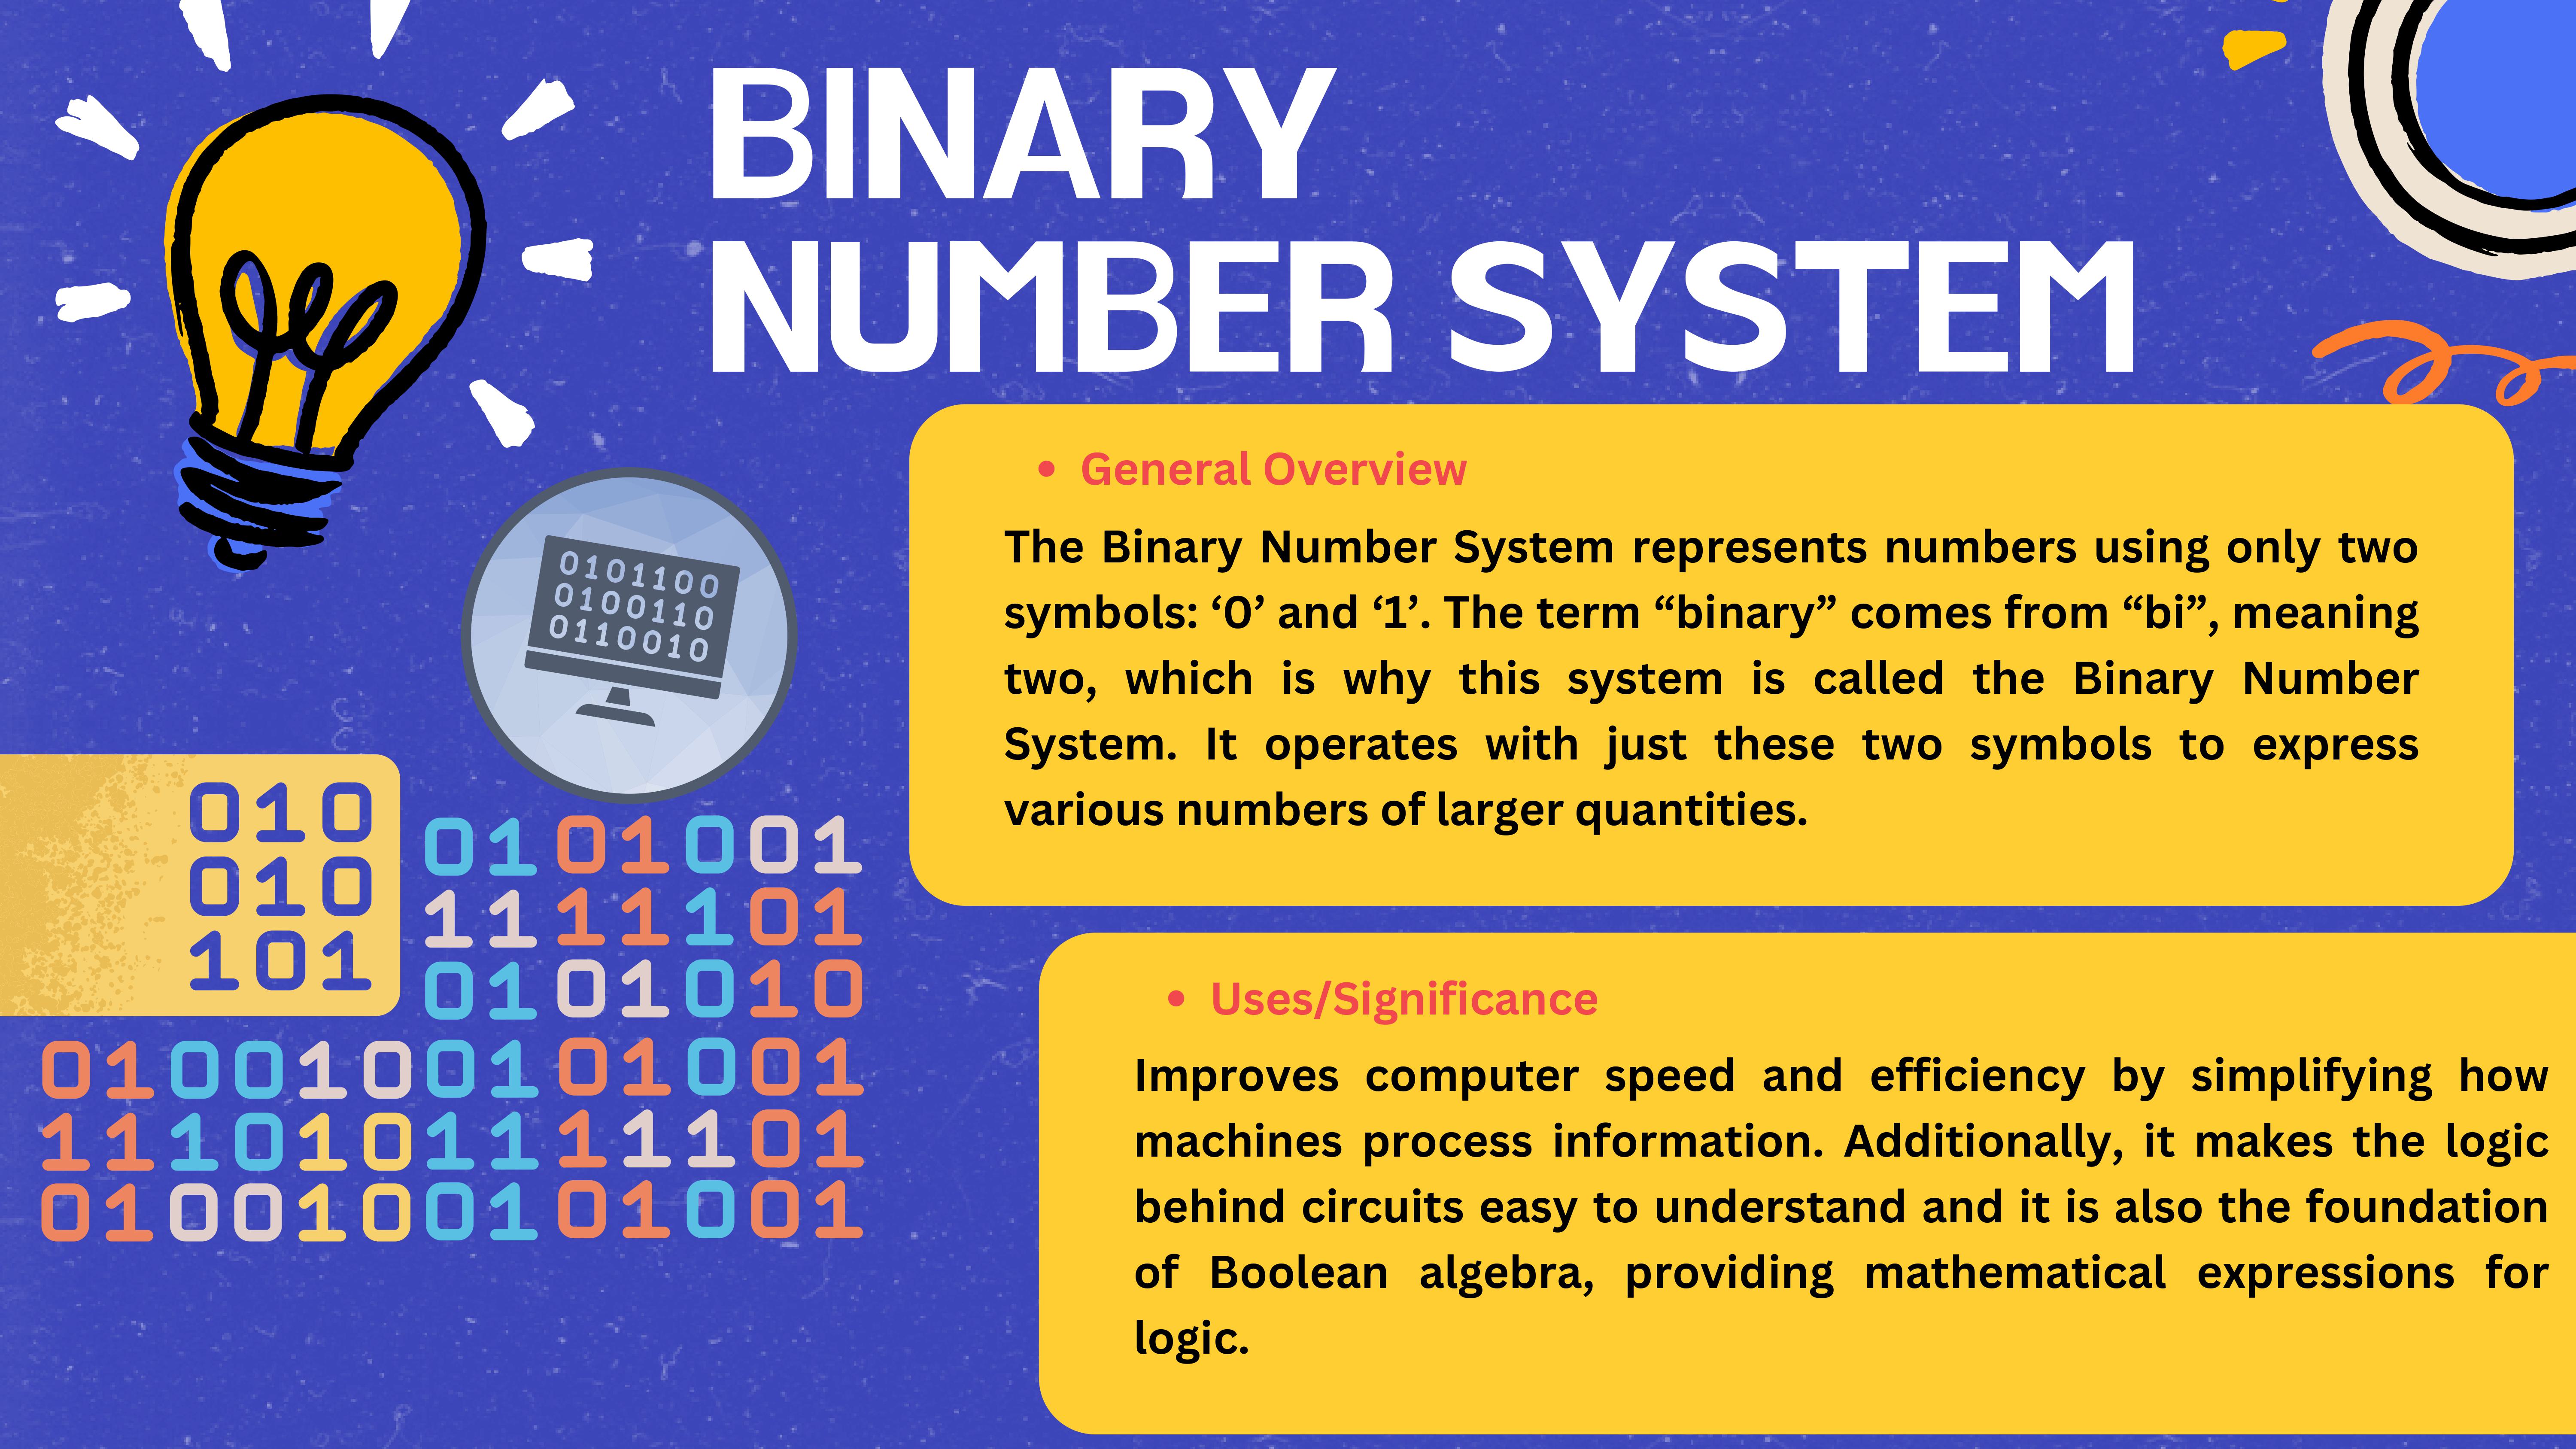 BINARY
NUMBER SYSTEM
• General Overview
The Binary Number System represents numbers using only two
symbols: ‘0’ and ‘1’. The term “binary” comes from “bi”, meaning
two, which is why this system is called the Binary Number
System. It operates with just these two symbols to express
various numbers of larger quantities.
• Uses/Significance
Improves computer speed and efficiency by simplifying how
machines process information. Additionally, it makes the logic
behind circuits easy to understand and it is also the foundation
of Boolean algebra, providing mathematical expressions for
logic.
0101100
0100110
0110010
010
010
101
0101001
1111101
0101010
0100100101001
1110101111101
0100100101001